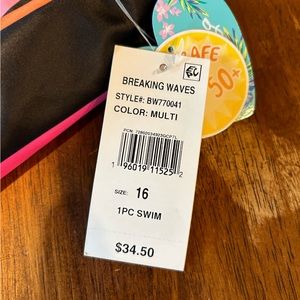 BREAKING WAVES
STYLE#: BW770041
COLOR: MULTI
1 96019 11525 2
SIZE: 16
1PC SWIM
$34.50
AFE
50+